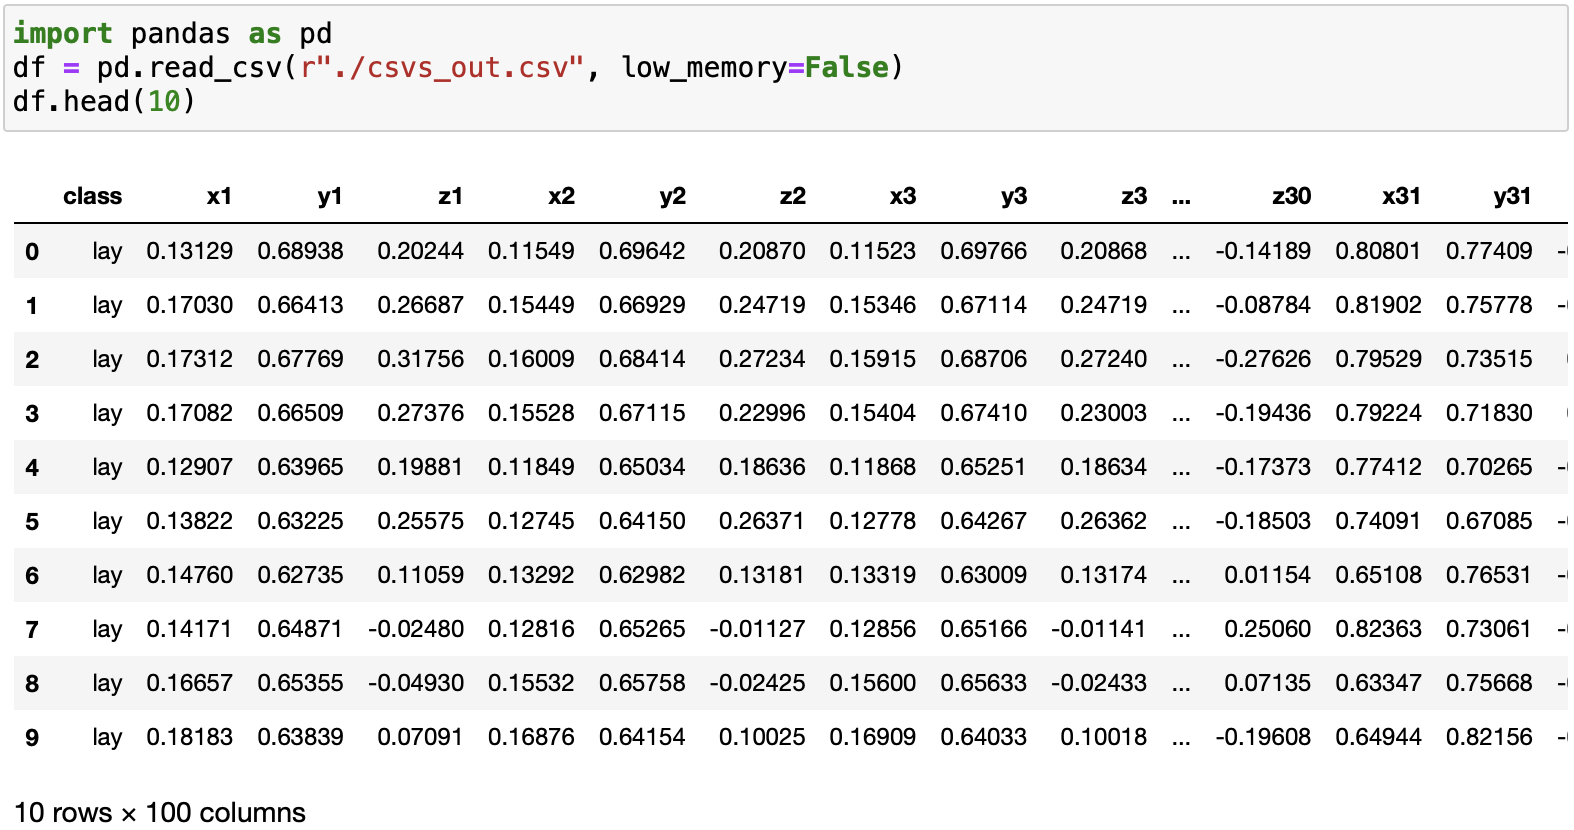 import pandas as pd
df = pd.read_csv(r"./csvs_out.csv", low_memory=False)
df.head(10)
class x1 y1 z1 x2 y2 z2 x3 y3 z3 ... z30 x31 y31
0 lay 0.13129 0.68938 0.20244 0.11549 0.69642 0.20870 0.11523 0.69766 0.20868 ... -0.14189 0.80801 0.77409
1 lay 0.17030 0.66413 0.26687 0.15449 0.66929 0.24719 0.15346 0.67114 0.24719 ... -0.08784 0.81902 0.75778
2 lay 0.17312 0.67769 0.31756 0.16009 0.68414 0.27234 0.15915 0.68706 0.27240 ... -0.27626 0.79529 0.73515
3 lay 0.17082 0.66509 0.27376 0.15528 0.67115 0.22996 0.15404 0.67410 0.23003 ... -0.19436 0.79224 0.71830
4 lay 0.12907 0.63965 0.19881 0.11849 0.65034 0.18636 0.11868 0.65251 0.18634 ... -0.17373 0.77412 0.70265
5 lay 0.13822 0.63225 0.25575 0.12745 0.64150 0.26371 0.12778 0.64267 0.26362 ... -0.18503 0.74091 0.67085
6 lay 0.14760 0.62735 0.11059 0.13292 0.62982 0.13181 0.13319 0.63009 0.13174 ... 0.01154 0.65108 0.76531
7 lay 0.14171 0.64871 -0.02480 0.12816 0.65265 -0.01127 0.12856 0.65166 -0.01141 ... 0.25060 0.82363 0.73061
8 lay 0.16657 0.65355 -0.04930 0.15532 0.65758 -0.02425 0.15600 0.65633 -0.02433 ... 0.07135 0.63347 0.75668
9 lay 0.18183 0.63839 0.07091 0.16876 0.64154 0.10025 0.16909 0.64033 0.10018 ... -0.19608 0.64944 0.82156
10 rows × 100 columns